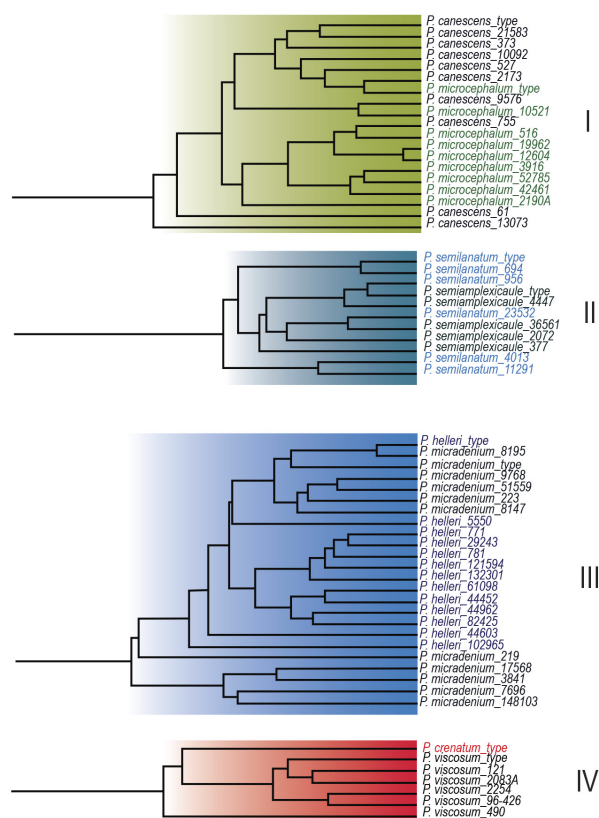 P. canescens_type
P. canescens_21583
P. canescens_373
P. canescens_10092
P. canescens_527
P. canescens_2173
P. microcephalum_type
P. canescens_9576
P. microcephalum_10521
P. canescens_755
P. microcephalum_516
P. microcephalum_19962
P. microcephalum_12604
P. microcephalum_3916
P. microcephalum_52785
P. microcephalum_42461
P. microcephalum_2190A
P. canescens_61
P. canescens_13073
I
P. semilanatum_type
P. semilanatum_694
P. semilanatum_956
P. semiamplexicaule_type
P. semiamplexicaule_4447
P. semilanatum_23532
P. semiamplexicaule_36561
P. semiamplexicaule_2072
P. semiamplexicaule_377
P. semilanatum_4013
P. semilanatum_11291
II
P. helleri_type
P. micradenium_8195
P. micradenium_type
P. micradenium_9768
P. micradenium_51559
P. micradenium_223
P. micradenium_8147
P. helleri_5550
P. helleri_771
P. helleri_29243
P. helleri_781
P. helleri_121594
P. helleri_132301
P. helleri_61098
P. helleri_44452
P. helleri_44962
P. helleri_82425
P. helleri_44603
P. helleri_102965
P. micradenium_219
P. micradenium_17568
P. micradenium_3841
P. micradenium_7696
P. micradenium_148103
III
P. crenatum_type
P. viscosum_type
P. viscosum_121
P. viscosum_2083A
P. viscosum_2254
P. viscosum_96-426
P. viscosum_490
IV